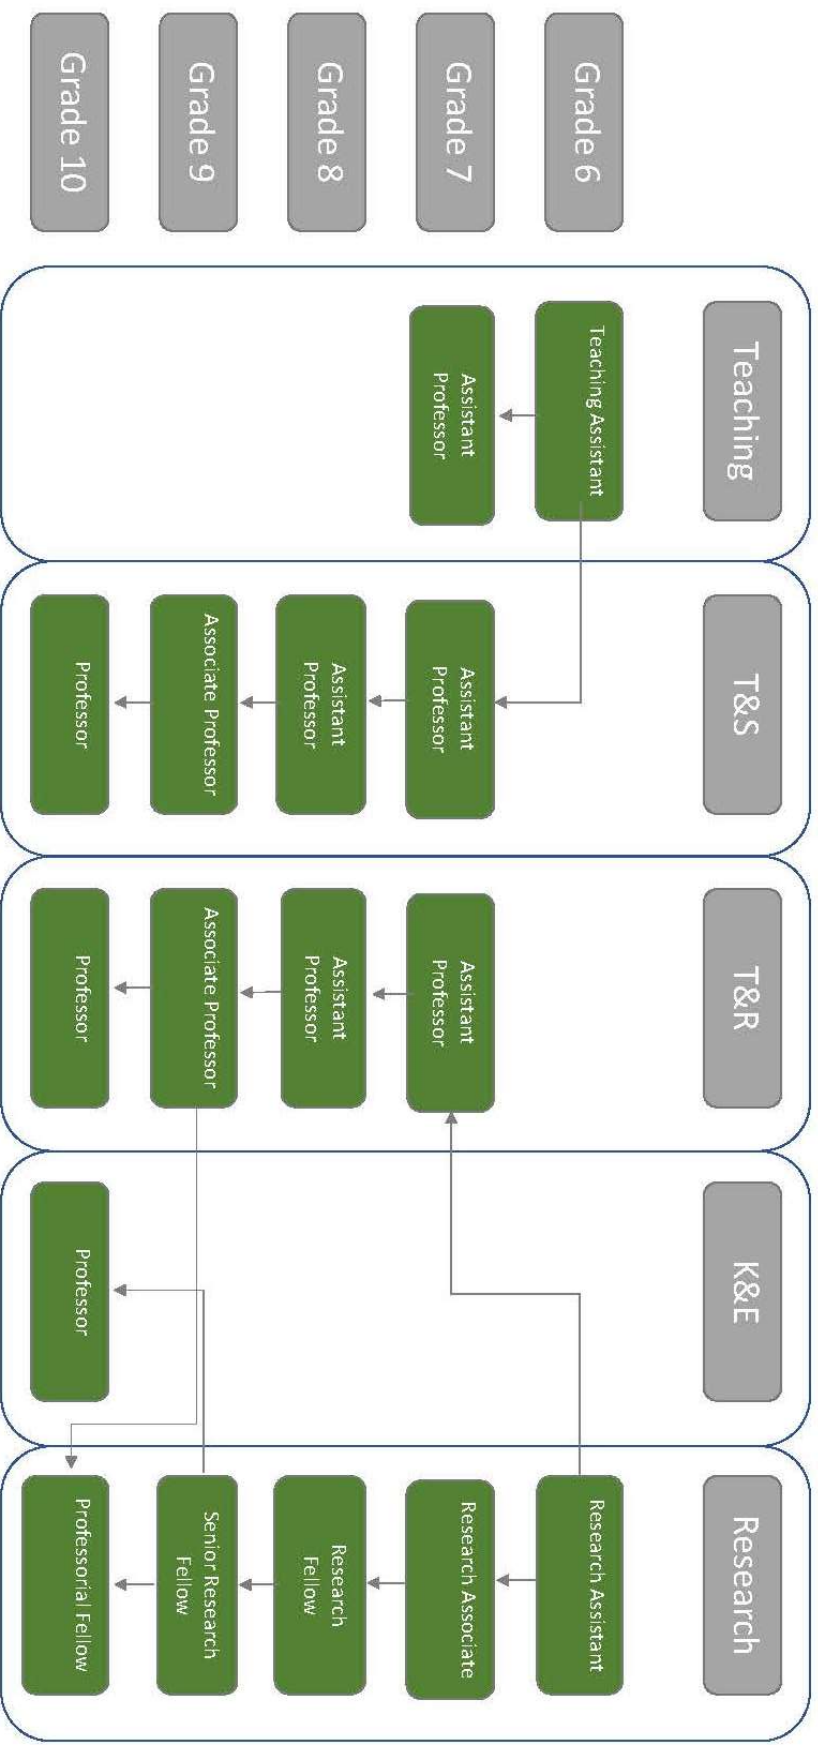 Teaching
T&S
T&R
K&E
Research
Grade 6
Teaching Assistant
Research Assistant
Grade 7
Assistant
Professor
Assistant
Professor
Assistant
Professor
Research Associate
Grade 8
Assistant
Professor
Assistant
Professor
Research
Fellow
Grade 9
Associate Professor
Associate Professor
Senior Research
Fellow
Grade 10
Professor
Professor
Professor
Professorial Fellow